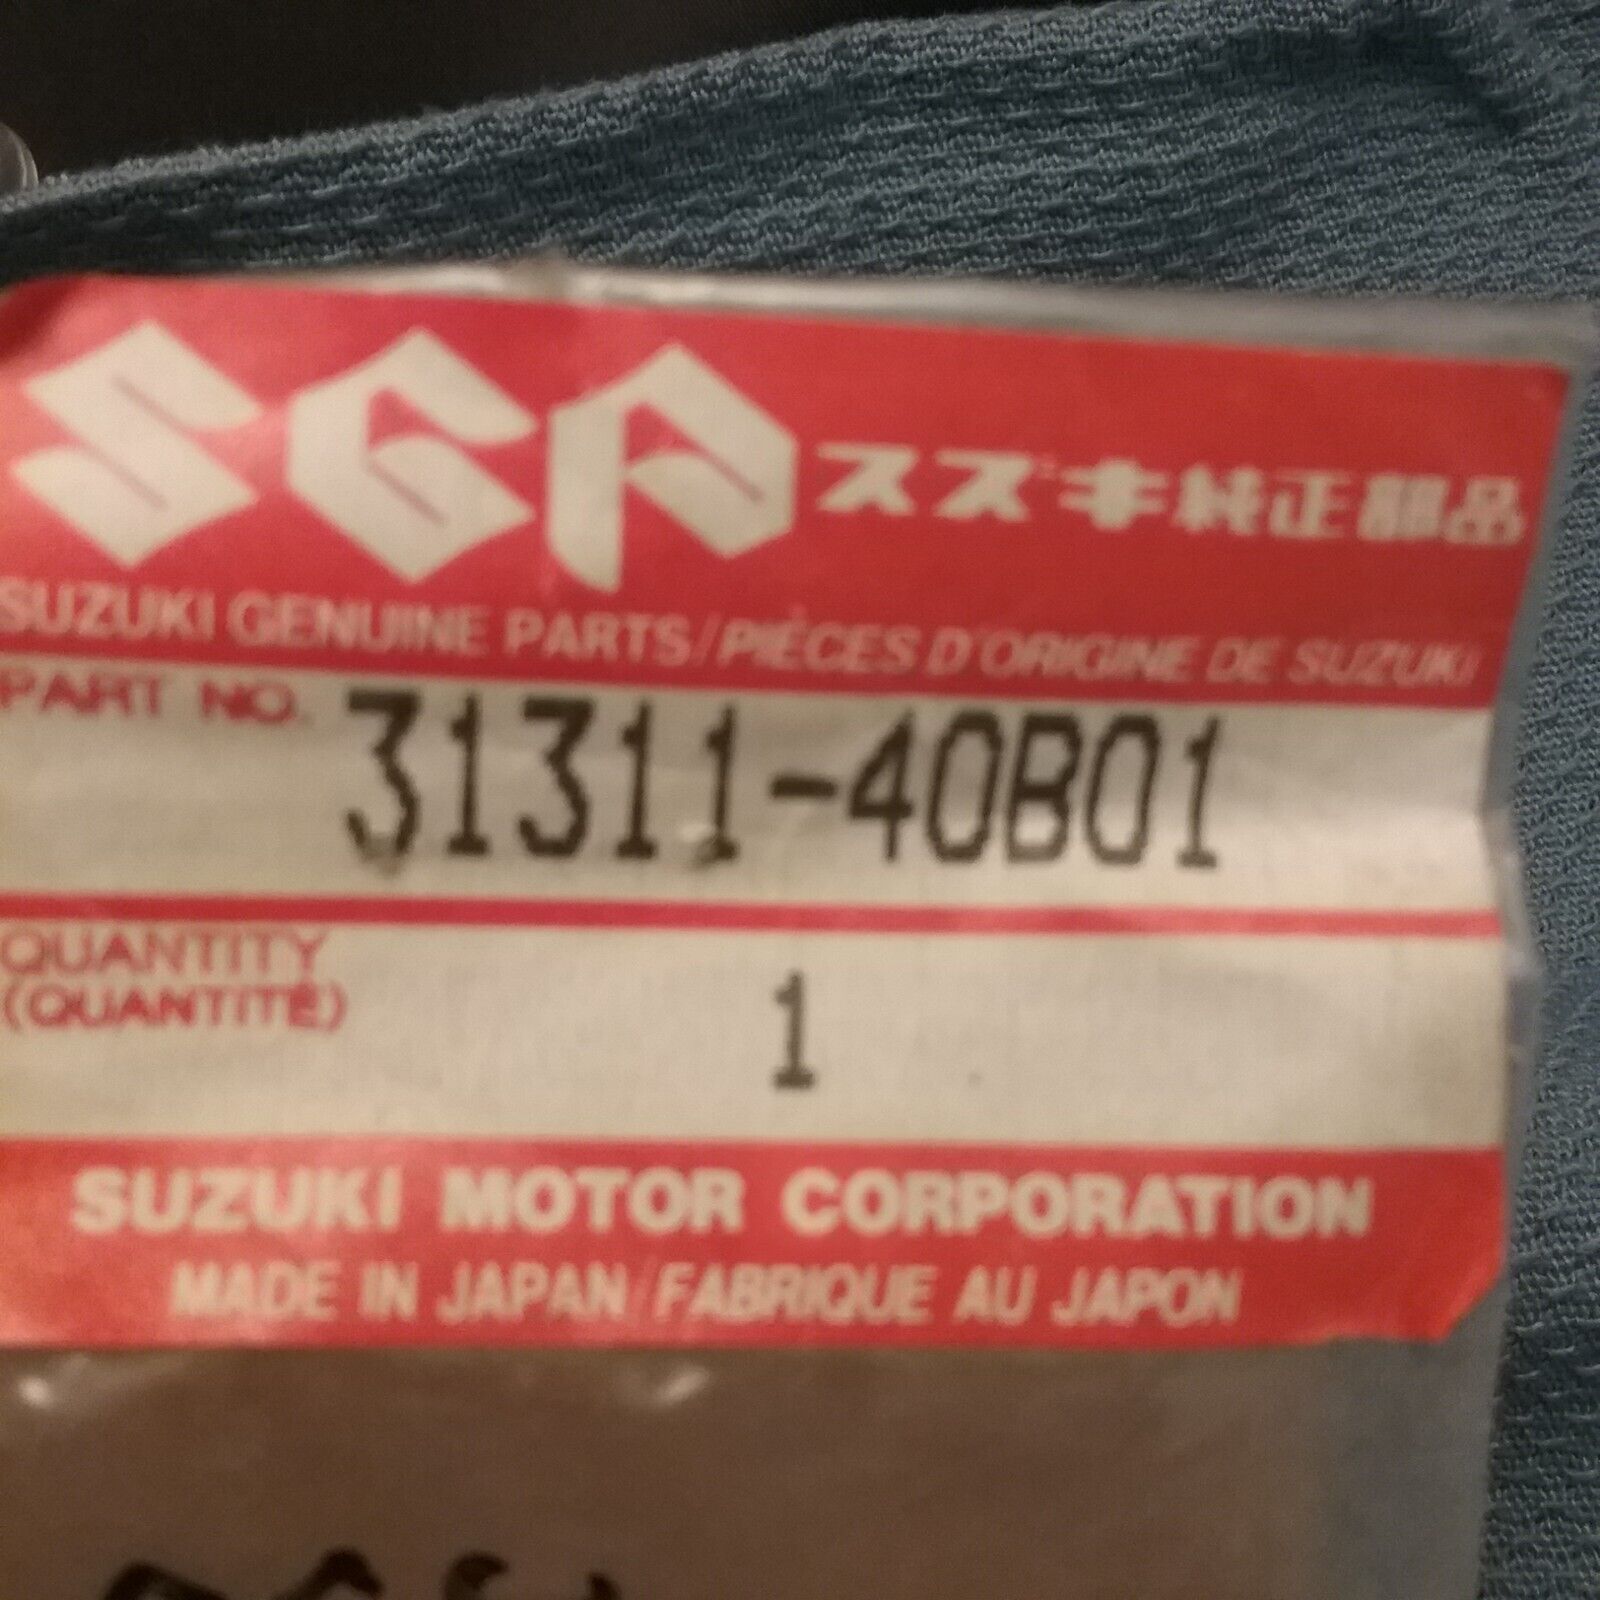 SGP スズキ純正部品
SUZUKI GENUINE PARTS/PIÈCES D'ORIGINE DE SUZUKI
PART NO. 31311-40B01
QUANTITY
(QUANTITÉ)
1
SUZUKI MOTOR CORPORATION
MADE IN JAPAN/FABRIQUE AU JAPON